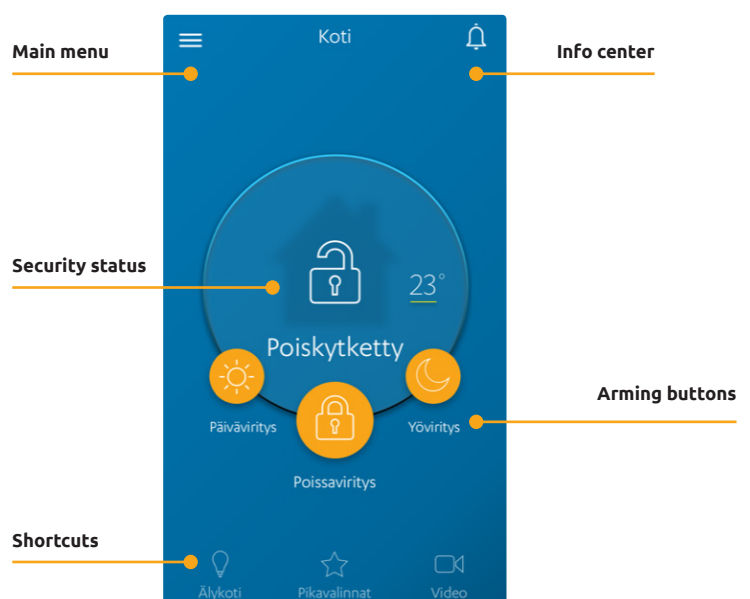 Koti
Main menu
Info center
Security status
23°
Poiskytketty
Arming buttons
Päiväviritys
Yöviritys
Poissaviritys
Shortcuts
Älykoti
Pikavalinnat
Video